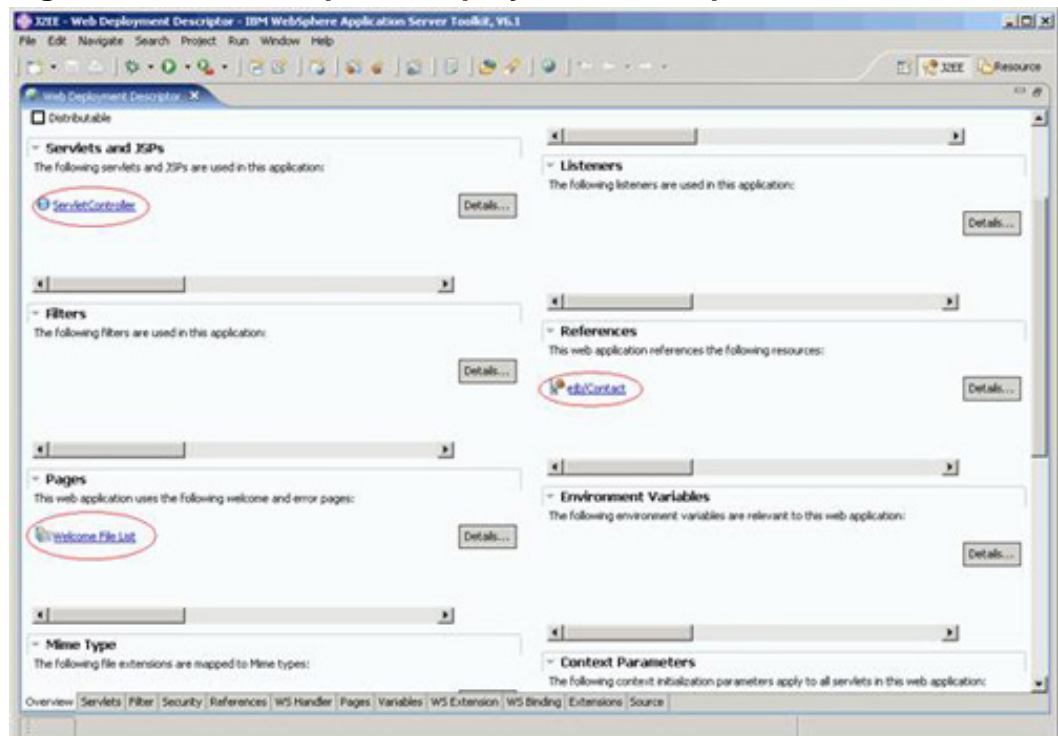 J2EE - Web Deployment Descriptor - IBM WebSphere Application Server Toolkit, V6.1
File Edit Navigate Search Project Run Window Help
J2EE Resource
Web Deployment Descriptor
Distributable
Servlets and JSPs
The following servlets and JSPs are used in this application:
ServletController
Details...
Filters
The following filters are used in this application:
Details...
Pages
This web application uses the following welcome and error pages:
Welcome File List
Details...
Mime Type
The following file extensions are mapped to Mime types:
Listeners
The following listeners are used in this application:
Details...
References
This web application references the following resources:
ejb/Contact
Details...
Environment Variables
The following environment variables are relevant to this web application:
Details...
Context Parameters
The following context initialization parameters apply to all servlets in this web application:
Overview Servlets Filter Security References WS Handler Pages Variables WS Extension WS Binding Extensions Source